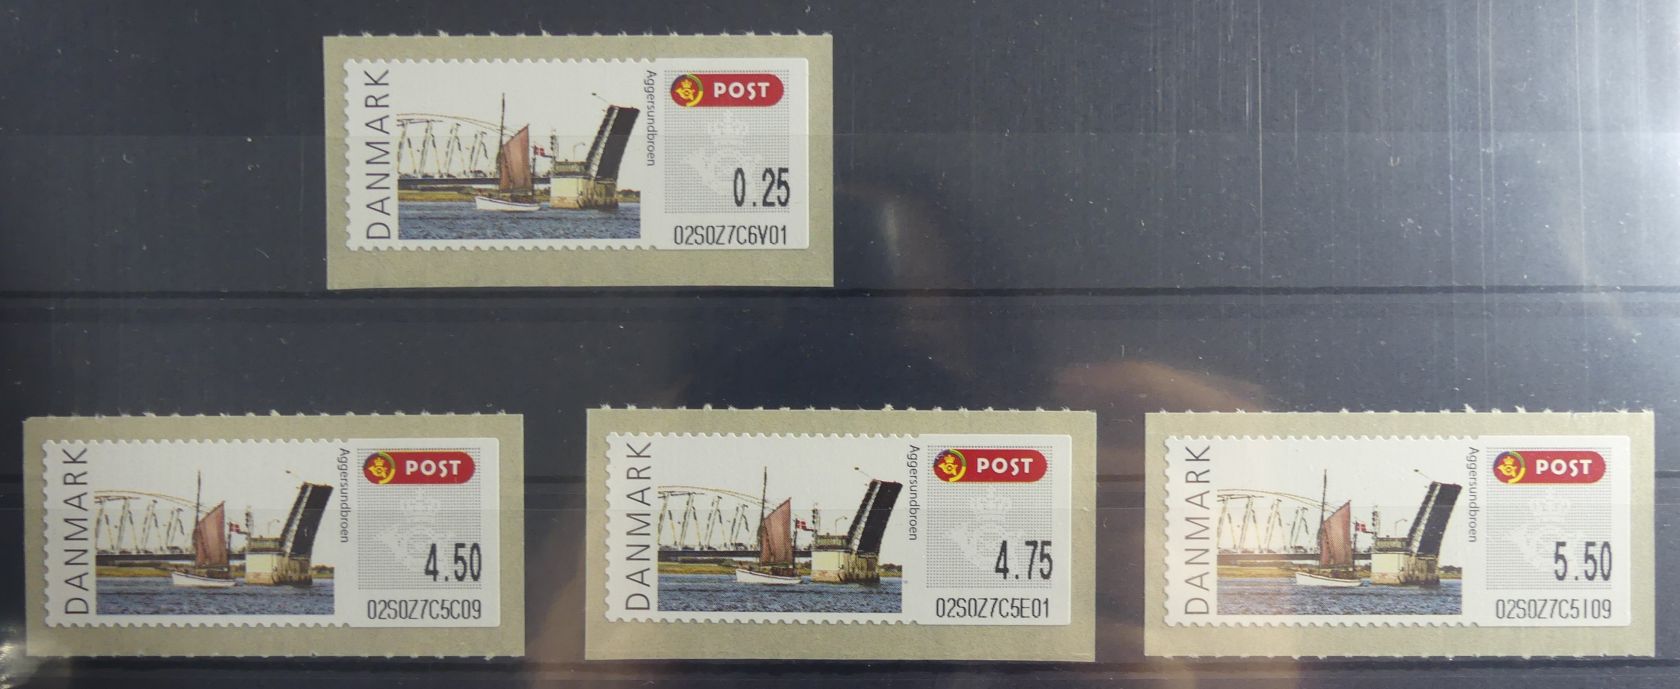 DANMARK
Aggersundbroen
POST
0.25
02S0Z7C6V01
DANMARK
Aggersundbroen
POST
4.50
02S0Z7C5C09
DANMARK
Aggersundbroen
POST
4.75
02S0Z7C5E01
DANMARK
Aggersundbroen
POST
5.50
02S0Z7C5I09